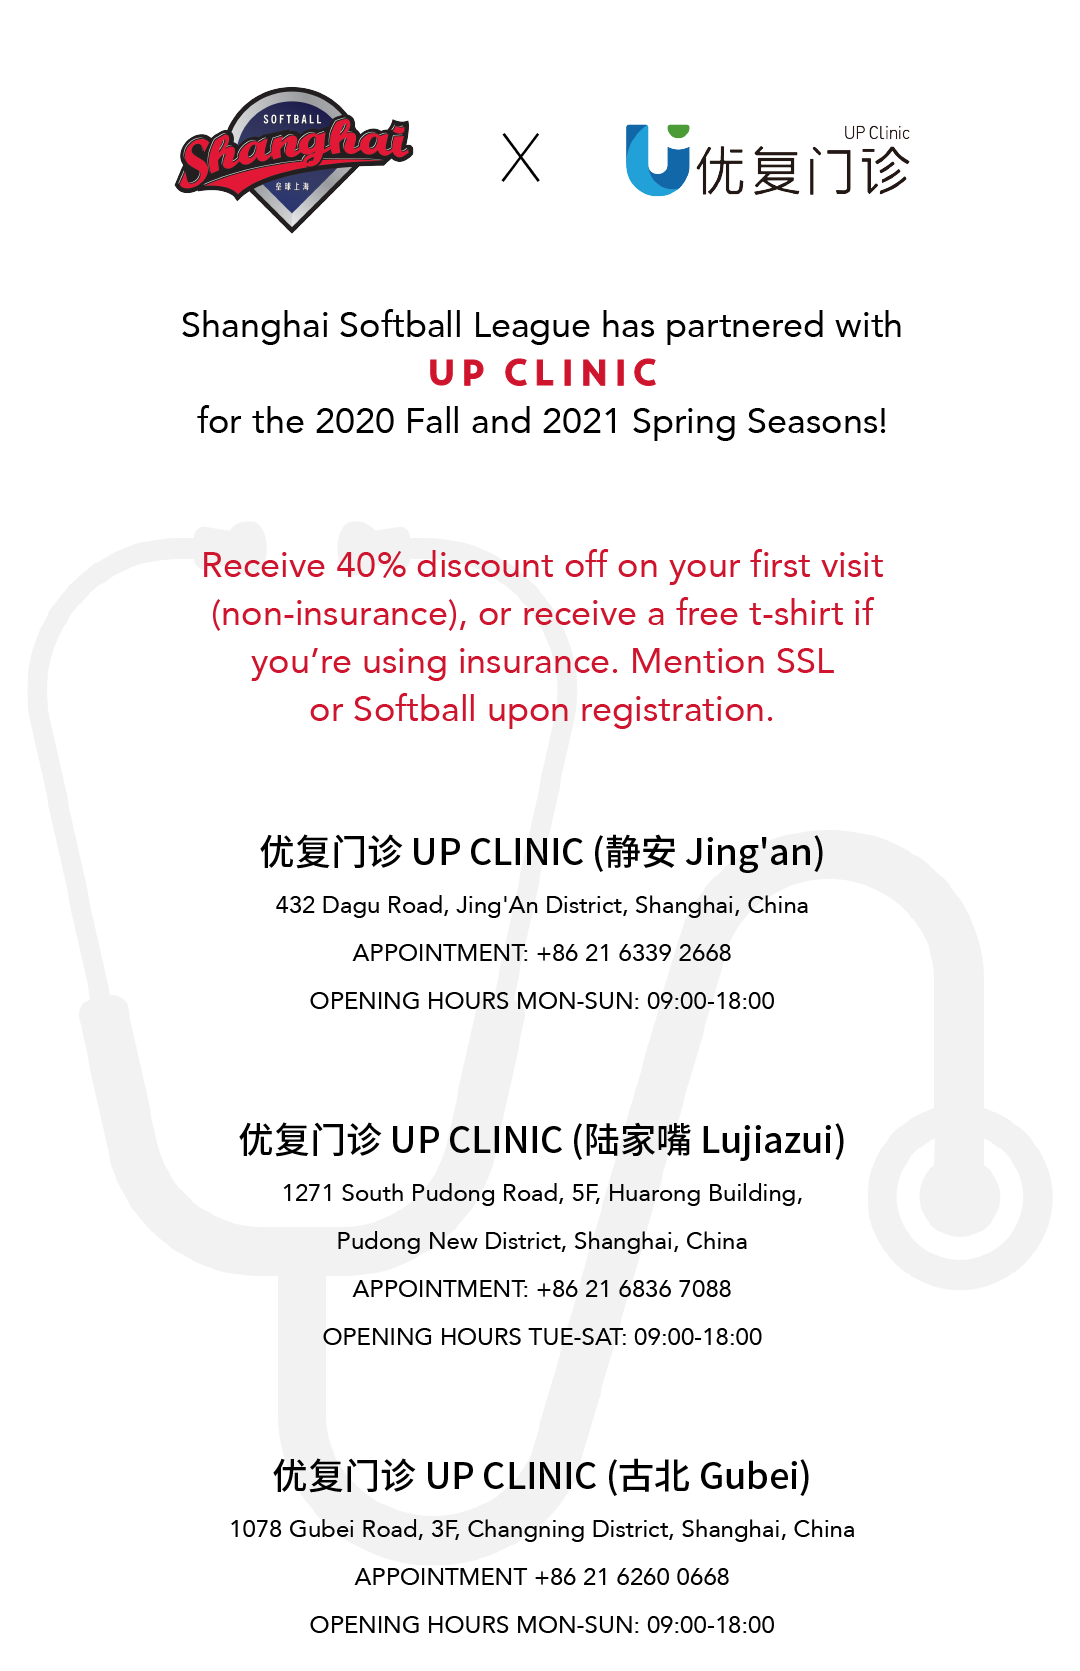 SOFTBALL
Shanghai
垒球上海
X
UP Clinic
优复门诊
Shanghai Softball League has partnered with
UP CLINIC
for the 2020 Fall and 2021 Spring Seasons!
Receive 40% discount off on your first visit
(non-insurance), or receive a free t-shirt if
you’re using insurance. Mention SSL
or Softball upon registration.
优复门诊 UP CLINIC (静安 Jing'an)
432 Dagu Road, Jing'An District, Shanghai, China
APPOINTMENT: +86 21 6339 2668
OPENING HOURS MON-SUN: 09:00-18:00
优复门诊 UP CLINIC (陆家嘴 Lujiazui)
1271 South Pudong Road, 5F, Huarong Building,
Pudong New District, Shanghai, China
APPOINTMENT: +86 21 6836 7088
OPENING HOURS TUE-SAT: 09:00-18:00
优复门诊 UP CLINIC (古北 Gubei)
1078 Gubei Road, 3F, Changning District, Shanghai, China
APPOINTMENT +86 21 6260 0668
OPENING HOURS MON-SUN: 09:00-18:00